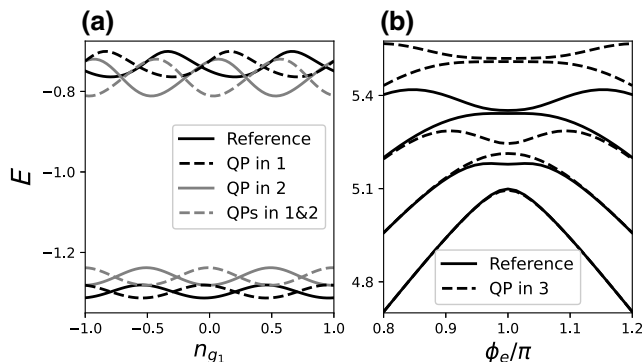 (a)
(b)
E
−0.8
−1.0
−1.2
Reference
QP in 1
QP in 2
QPs in 1&2
−1.0 −0.5 0.0 0.5 1.0
n_{g_1}
5.4
5.1
4.8
Reference
QP in 3
0.8 0.9 1.0 1.1 1.2
ϕ_e/π